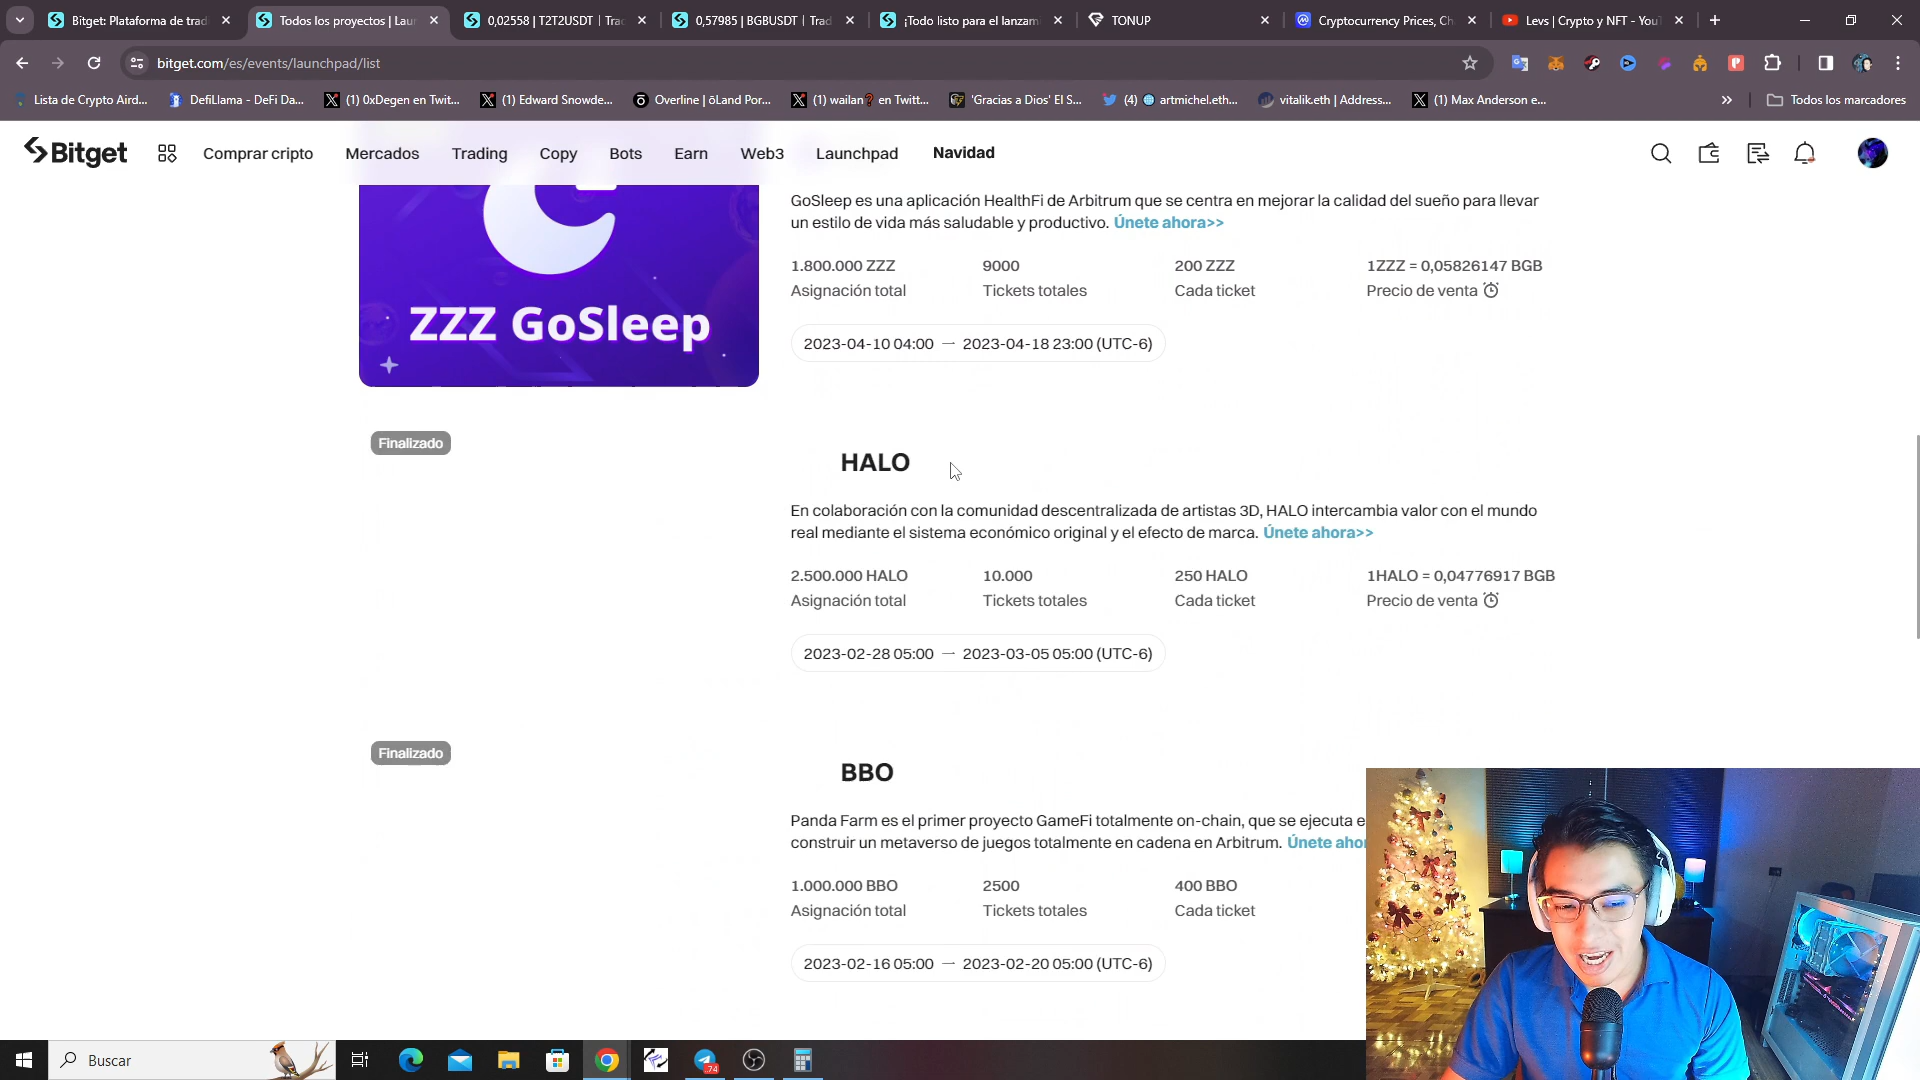 Bitget: Plataforma de trad
Todos los proyectos | Laun
0,02558 | T2T2USDT | Trac
0,57985 | BGBUSDT | Trad
¡Todo listo para el lanzam
TONUP
Cryptocurrency Prices, Ch
Levs | Crypto y NFT - YouT
bitget.com/es/events/launchpad/list
Lista de Crypto Aird...
DefiLlama - DeFi Da...
(1) 0xDegen en Twit...
(1) Edward Snowde...
Overline | ōLand Por...
(1) wailan❓ en Twitt...
'Gracias a Dios' El S...
(4) 🌐 artmichel.eth...
vitalik.eth | Address...
(1) Max Anderson e...
Todos los marcadores
Bitget
Comprar cripto
Mercados
Trading
Copy
Bots
Earn
Web3
Launchpad
Navidad
ZZZ GoSleep
GoSleep es una aplicación HealthFi de Arbitrum que se centra en mejorar la calidad del sueño para llevar
un estilo de vida más saludable y productivo. Únete ahora>>
1.800.000 ZZZ 9000 200 ZZZ 1ZZZ = 0,05826147 BGB
Asignación total Tickets totales Cada ticket Precio de venta
2023-04-10 04:00 — 2023-04-18 23:00 (UTC-6)
Finalizado
HALO
En colaboración con la comunidad descentralizada de artistas 3D, HALO intercambia valor con el mundo
real mediante el sistema económico original y el efecto de marca. Únete ahora>>
2.500.000 HALO 10.000 250 HALO 1HALO = 0,04776917 BGB
Asignación total Tickets totales Cada ticket Precio de venta
2023-02-28 05:00 — 2023-03-05 05:00 (UTC-6)
Finalizado
BBO
Panda Farm es el primer proyecto GameFi totalmente on-chain, que se ejecuta e
construir un metaverso de juegos totalmente en cadena en Arbitrum. Únete ahor
1.000.000 BBO 2500 400 BBO
Asignación total Tickets totales Cada ticket
2023-02-16 05:00 — 2023-02-20 05:00 (UTC-6)
Buscar
74